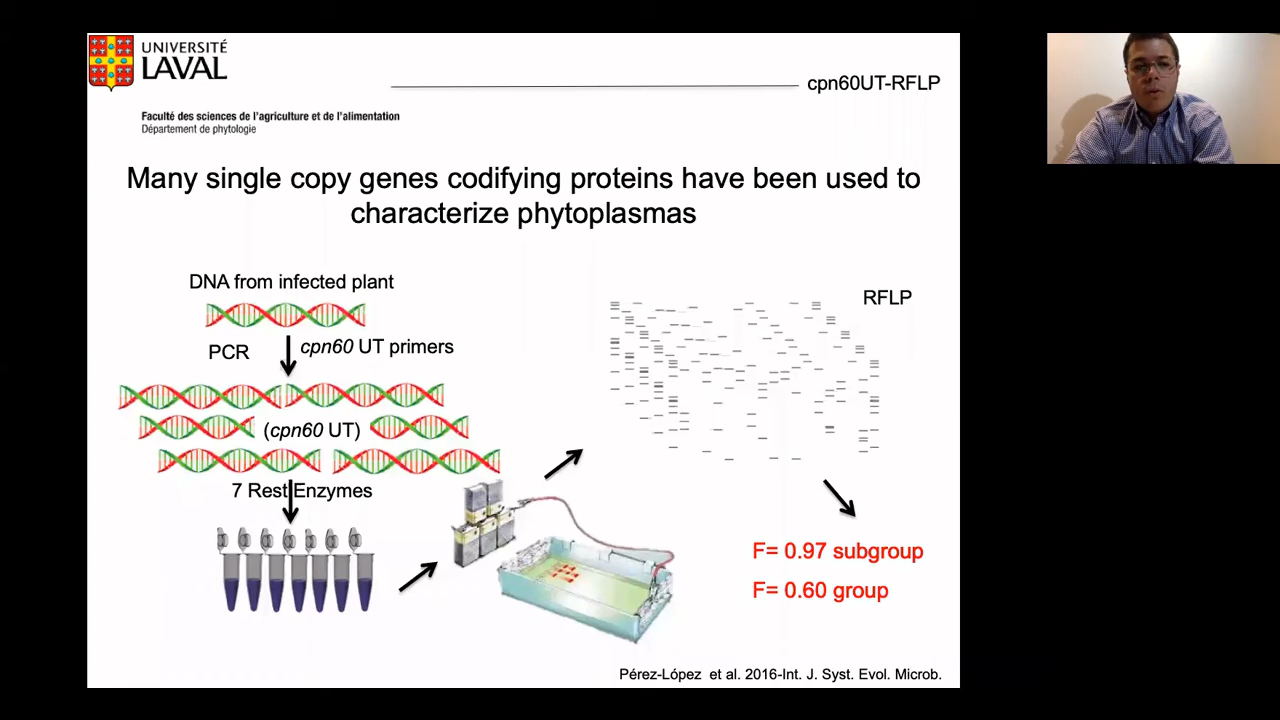 UNIVERSITÉ
LAVAL
cpn60UT-RFLP
Faculté des sciences de l'agriculture et de l'alimentation
Département de phytologie
Many single copy genes codifying proteins have been used to
characterize phytoplasmas
DNA from infected plant
PCR
cpn60 UT primers
(cpn60 UT)
7 Rest Enzymes
RFLP
F= 0.97 subgroup
F= 0.60 group
Pérez-López et al. 2016-Int. J. Syst. Evol. Microb.